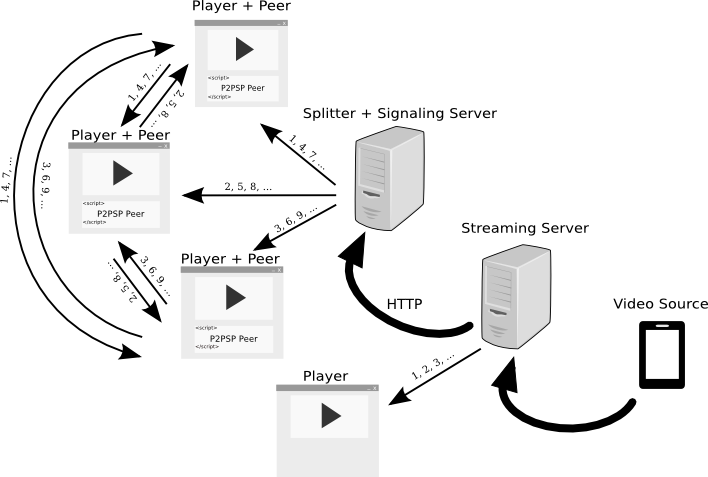 Player + Peer
<script>
P2PSP Peer
</script>
1, 4, 7, ...
2, 5, 8, ...
Splitter + Signaling Server
Player + Peer
<script>
P2PSP Peer
</script>
1, 4, 7, ...
2, 5, 8, ...
3, 6, 9, ...
1, 4, 7, ...
3, 6, 9, ...
Streaming Server
Player + Peer
<script>
P2PSP Peer
</script>
3, 6, 9, ...
2, 5, 8, ...
HTTP
Video Source
Player
1, 2, 3, ...